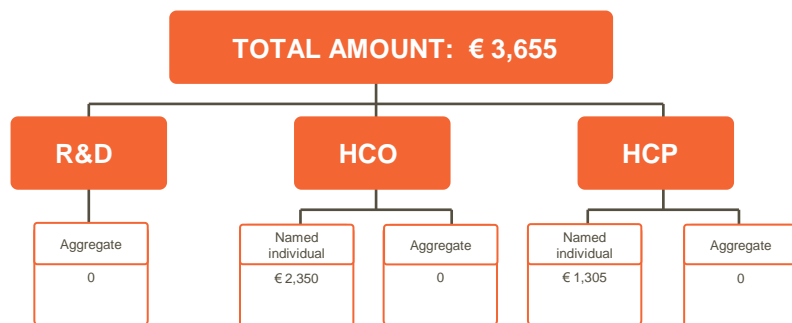 TOTAL AMOUNT: € 3,655
R&D
HCO
HCP
Aggregate
0
Named
individual
€ 2,350
Aggregate
0
Named
individual
€ 1,305
Aggregate
0